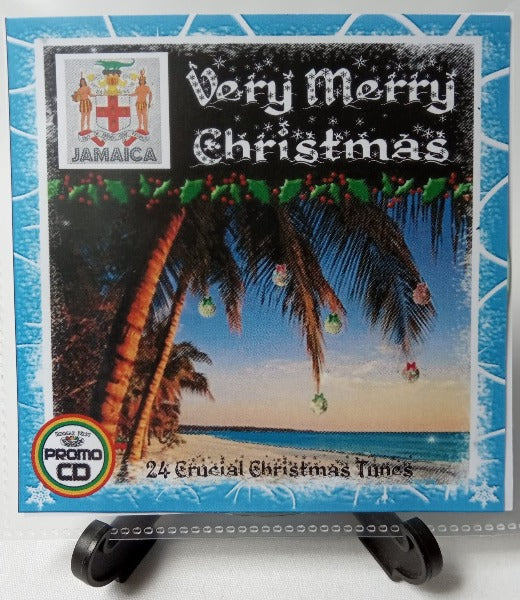 Very Merry
Christmas
JAMAICA
PROMO
CD
24 Crucial Christmas Tunes